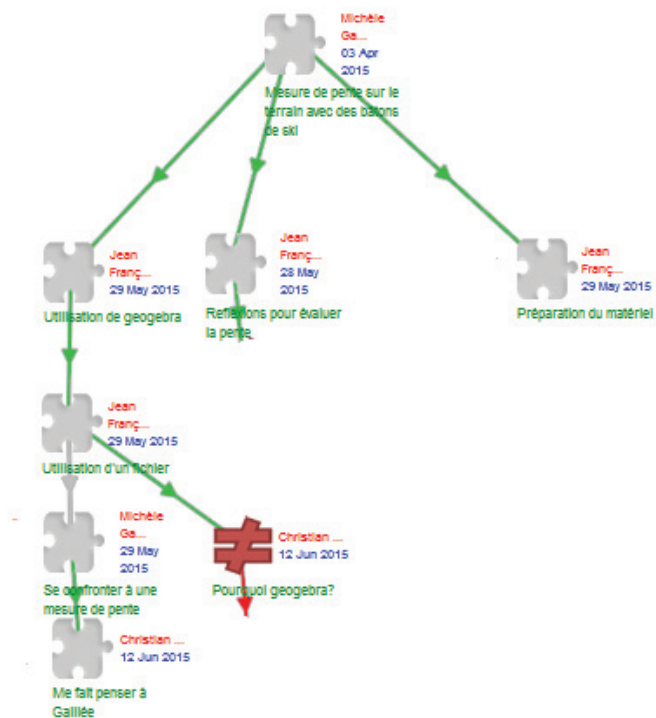 Michèle
Ga...
03 Apr
2015
Mesure de pente sur le
terrain avec des bâtons
de ski
Jean
Franç...
29 May 2015
Utilisation de geogebra
Jean
Franç...
28 May
2015
Reflexions pour évaluer
la pente
Jean
Franç...
29 May 2015
Préparation du matériel
Jean
Franç...
29 May 2015
Utilisation d'un fichier
Michèle
Ga...
29 May
2015
Se confronter à une
mesure de pente
Christian ...
12 Jun 2015
Pourquoi geogebra?
Christian ...
12 Jun 2015
Me fait penser à
Galilée